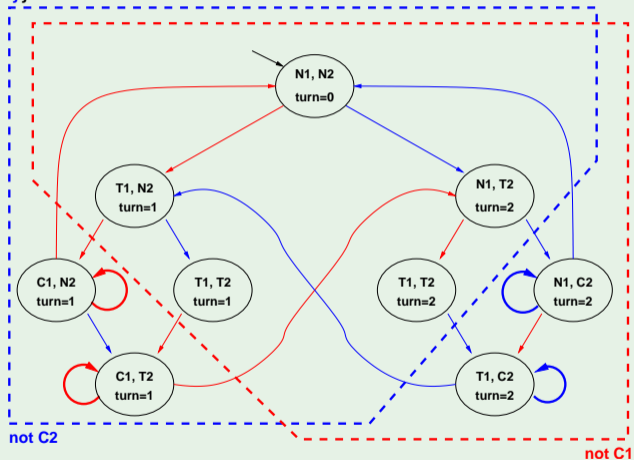 N1, N2
turn=0
T1, N2
turn=1
N1, T2
turn=2
C1, N2
turn=1
T1, T2
turn=1
T1, T2
turn=2
N1, C2
turn=2
C1, T2
turn=1
T1, C2
turn=2
not C2
not C1